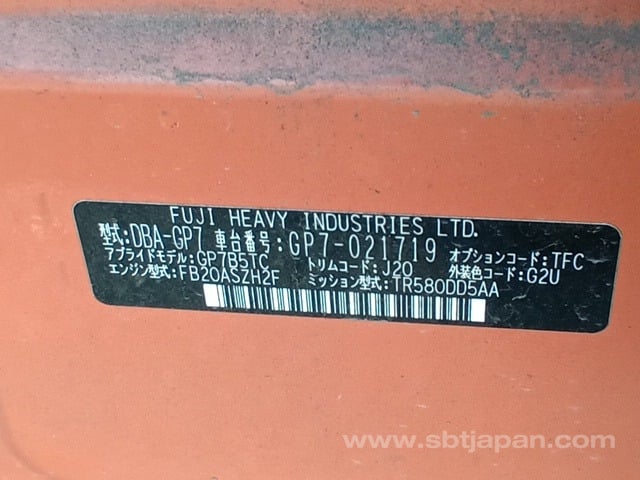 FUJI HEAVY INDUSTRIES LTD.
型式:DBA-GP7 車台番号:GP7-021719 オプションコード:TFC
アプライドモデル:GP7B5TC トリムコード:J20 外装色コード:G2U
エンジン型式:FB20ASZH2F ミッション型式:TR580DD5AA
www.sbtjapan.com